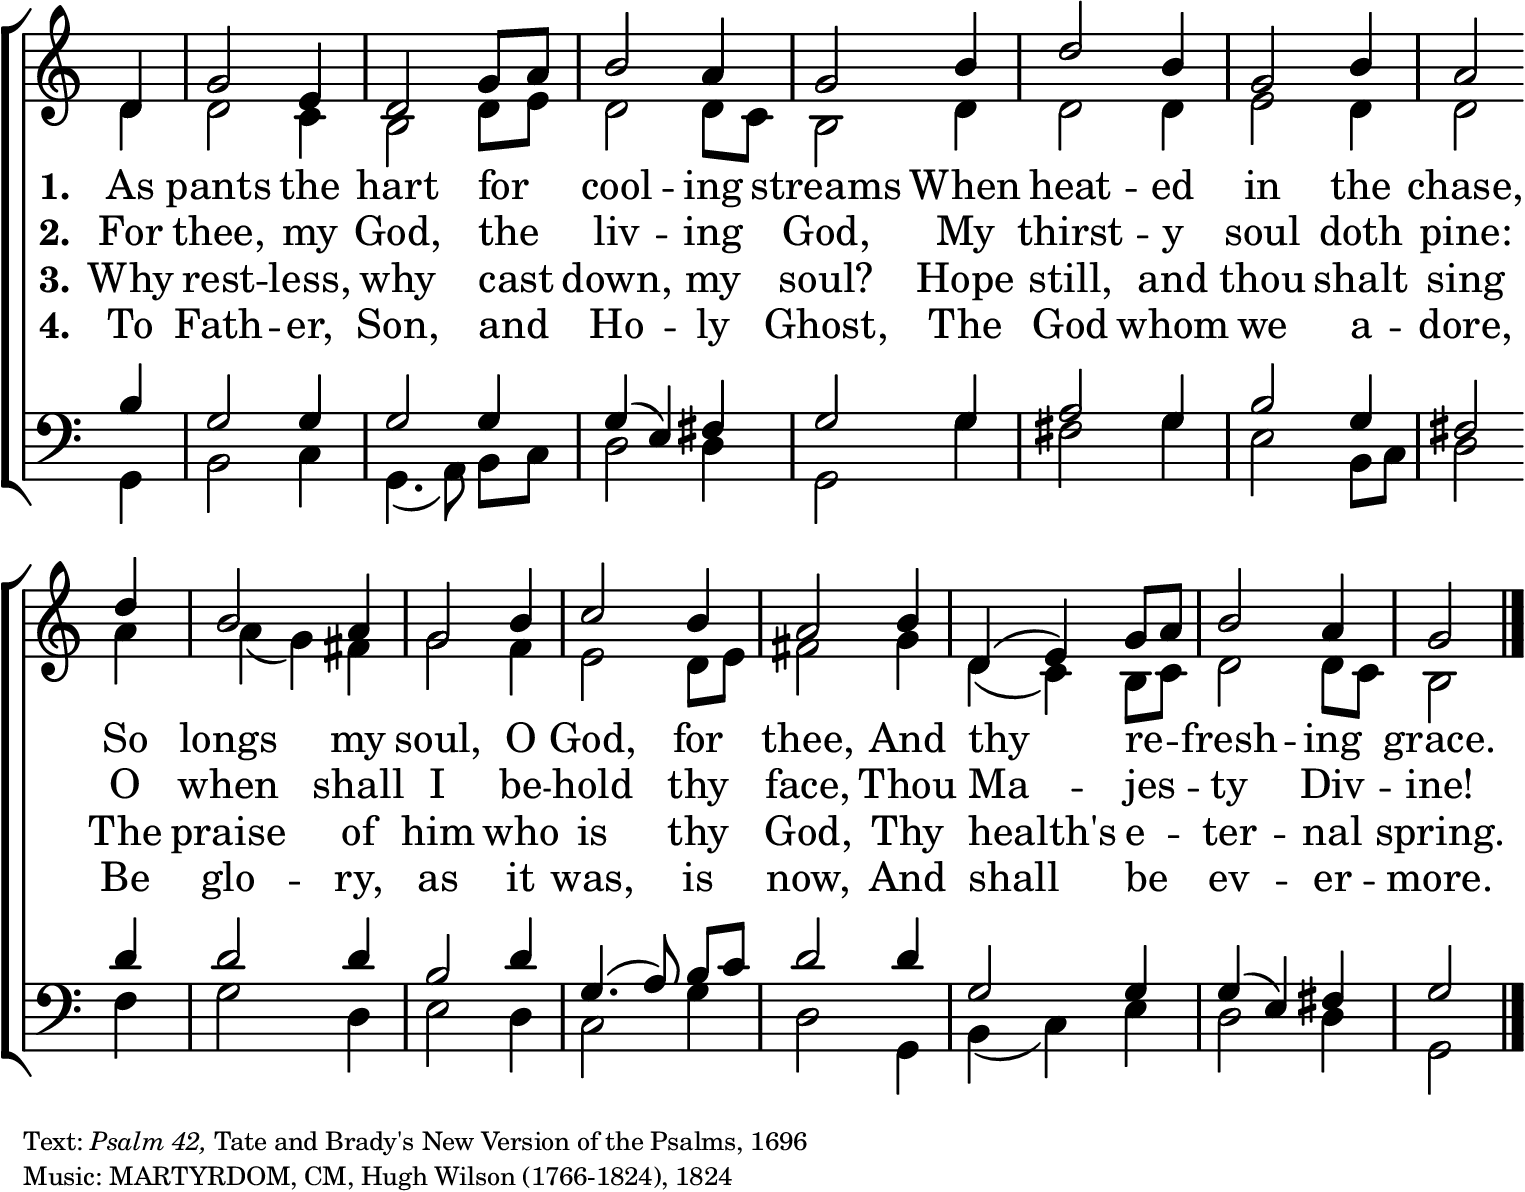 1. As pants the hart for cool -- ing streams When heat -- ed in the chase,
2. For thee, my God, the liv -- ing God, My thirst -- y soul doth pine:
3. Why rest -- less, why cast down, my soul? Hope still, and thou shalt sing
4. To Fath -- er, Son, and Ho -- ly Ghost, The God whom we a -- dore,
So longs my soul, O God, for thee, And thy re -- fresh -- ing grace.
O when shall I be -- hold thy face, Thou Ma -- jes -- ty Div -- ine!
The praise of him who is thy God, Thy health's e -- ter -- nal spring.
Be glo -- ry, as it was, is now, And shall be ev -- er -- more.
Text: Psalm 42, Tate and Brady's New Version of the Psalms, 1696
Music: MARTYRDOM, CM, Hugh Wilson (1766-1824), 1824